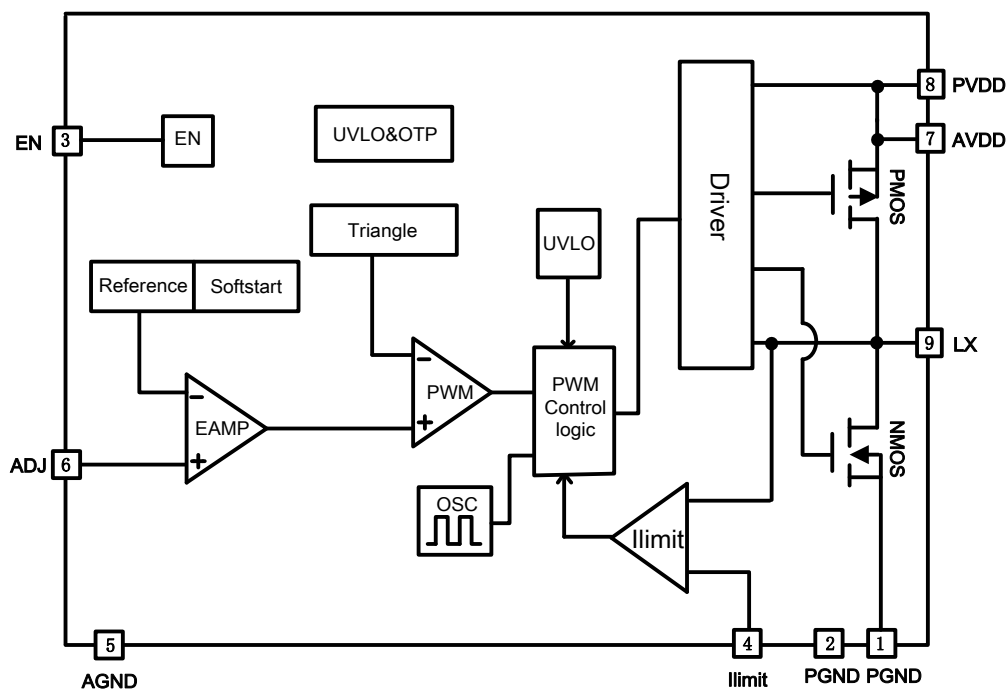 8 PVDD
7 AVDD
EN 3
EN
UVLO&OTP
Driver
PMOS
Triangle
UVLO
Reference
Softstart
9 LX
PWM
PWM
Control
logic
EAMP
NMOS
ADJ 6
OSC
Ilimit
5
AGND
4
Ilimit
2
PGND
1
PGND